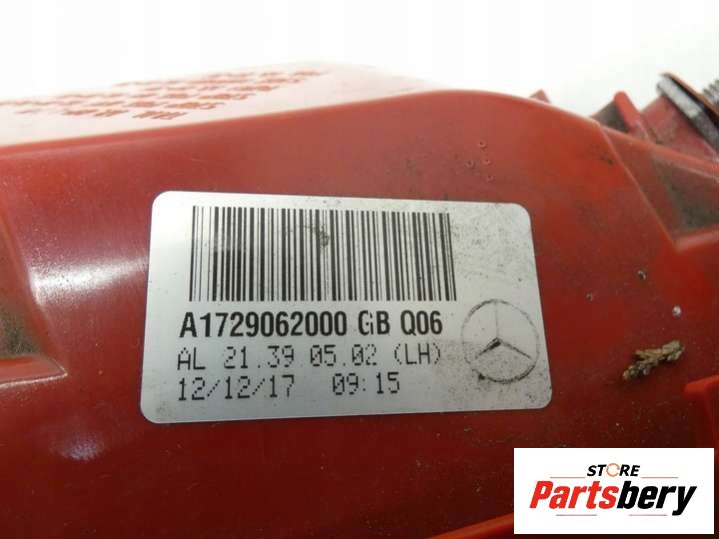 A1729062000 GB Q06
AL 21.39 05.02 (LH)
12/12/17 09:15
STORE
Partsbery